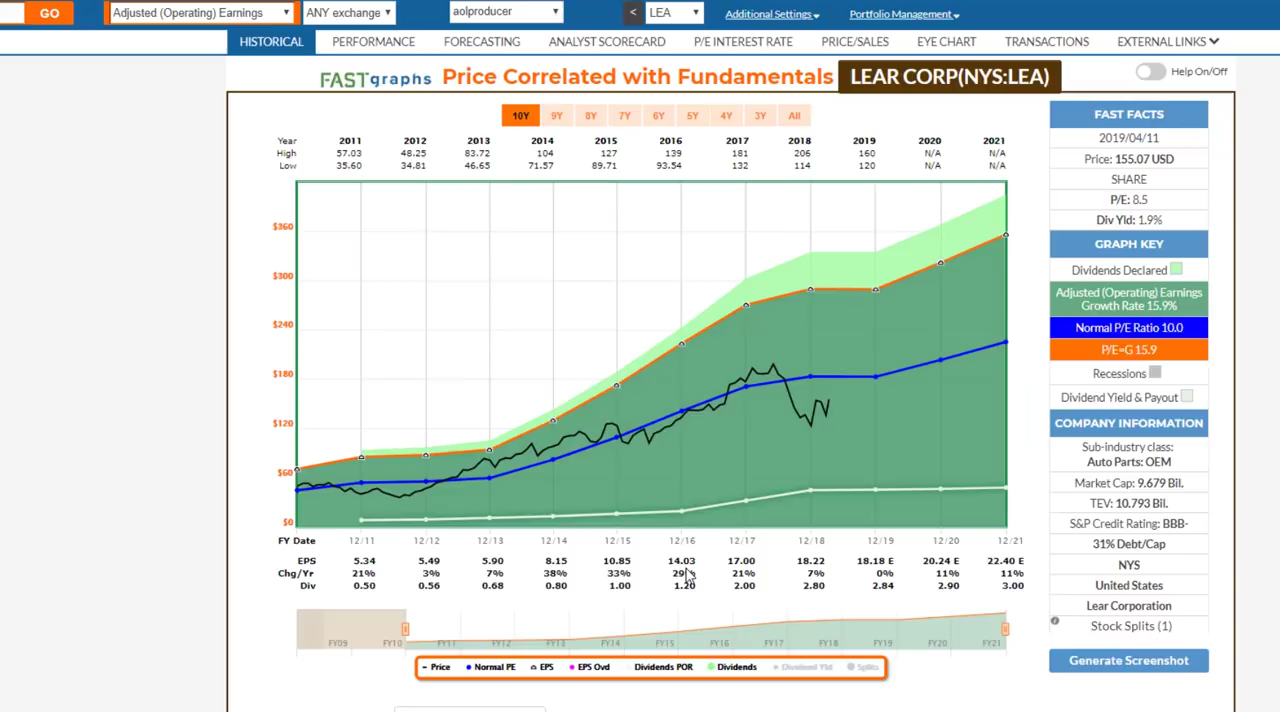 GO
Adjusted (Operating) Earnings
ANY exchange
aolproducer
<
LEA
Additional Settings
Portfolio Management
HISTORICAL PERFORMANCE FORECASTING ANALYST SCORECARD P/E INTEREST RATE PRICE/SALES EYE CHART TRANSACTIONS EXTERNAL LINKS
FASTgraphs Price Correlated with Fundamentals LEAR CORP(NYS:LEA)
Help On/Off
10Y 9Y 8Y 7Y 6Y 5Y 4Y 3Y All
Year 2011 2012 2013 2014 2015 2016 2017 2018 2019 2020 2021
High 57.03 48.25 83.72 104 127 139 181 206 160 N/A N/A
Low 35.60 34.81 46.65 71.57 89.71 93.54 132 114 120 N/A N/A
$360
$300
$240
$180
$120
$60
$0
FY Date 12/11 12/12 12/13 12/14 12/15 12/16 12/17 12/18 12/19 12/20 12/21
EPS 5.34 5.49 5.90 8.15 10.85 14.03 17.00 18.22 18.18 E 20.24 E 22.40 E
Chg/Yr 21% 3% 7% 38% 33% 29% 21% 7% 0% 11% 11%
Div 0.50 0.56 0.68 0.80 1.00 1.20 2.00 2.80 2.84 2.90 3.00
FY09 FY10 FY11 FY12 FY13 FY14 FY15 FY16 FY17 FY18 FY19 FY20 FY21
Price Normal PE EPS EPS Ovd Dividends POR Dividends Dividend Yld Splits
FAST FACTS
2019/04/11
Price: 155.07 USD
SHARE
P/E: 8.5
Div Yld: 1.9%
GRAPH KEY
Dividends Declared
Adjusted (Operating) Earnings
Growth Rate 15.9%
Normal P/E Ratio 10.0
P/E=G 15.9
Recessions
Dividend Yield & Payout
COMPANY INFORMATION
Sub-industry class:
Auto Parts: OEM
Market Cap: 9.679 Bil.
TEV: 10.793 Bil.
S&P Credit Rating: BBB-
31% Debt/Cap
NYS
United States
Lear Corporation
Stock Splits (1)
Generate Screenshot